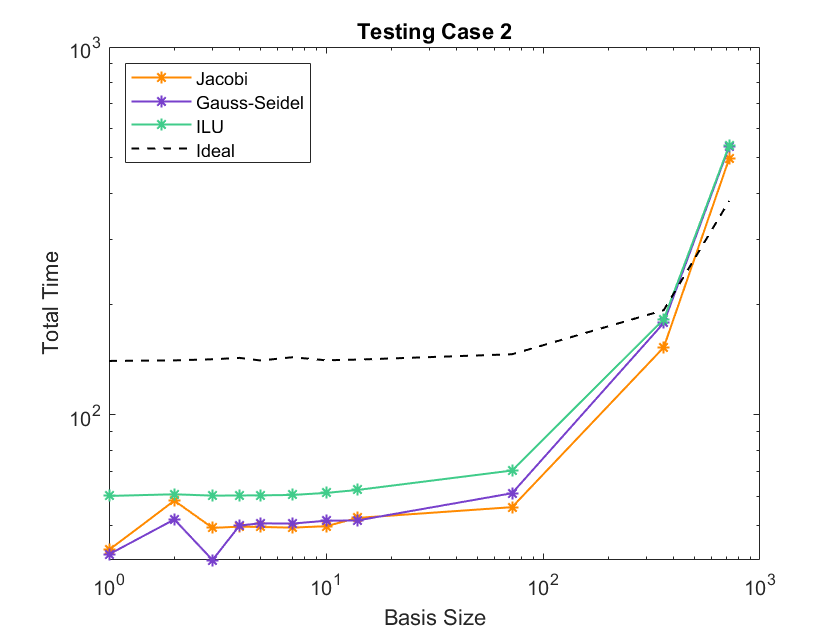 Testing Case 2
10^3
Jacobi
Gauss-Seidel
ILU
Ideal
Total Time
10^2
10^0
10^1
10^2
10^3
Basis Size